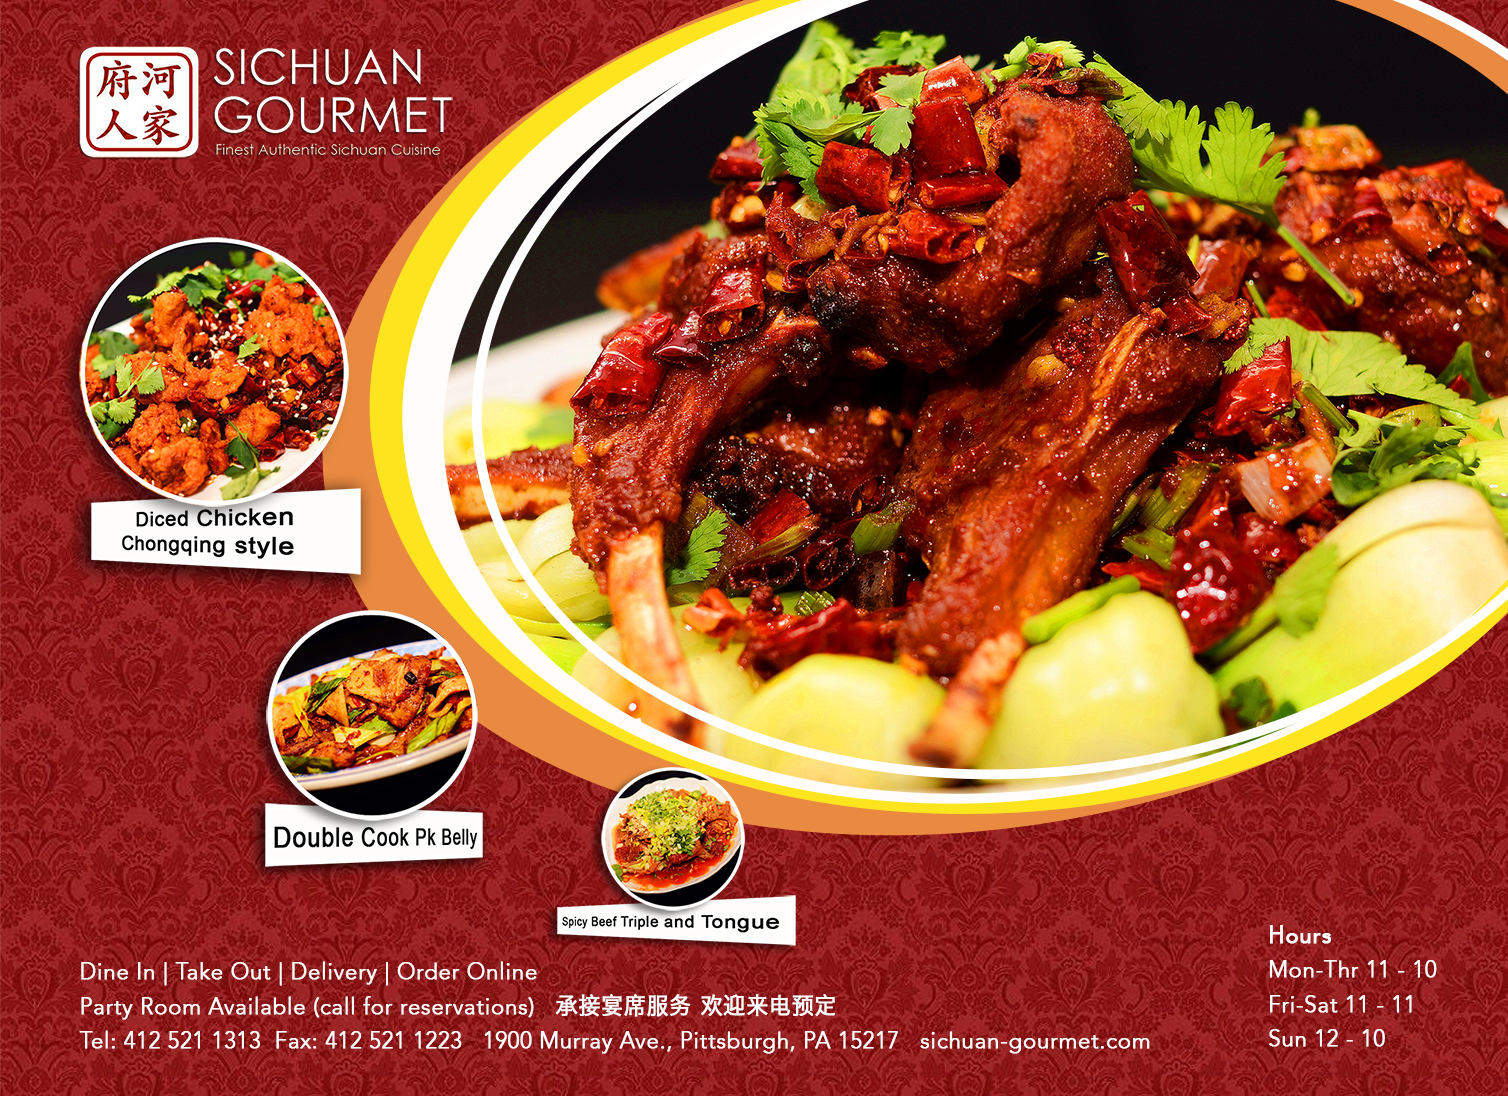 府河
人家
SICHUAN
GOURMET
Finest Authentic Sichuan Cuisine
Diced Chicken
Chongqing style
Double Cook Pk Belly
Spicy Beef Triple and Tongue
Dine In | Take Out | Delivery | Order Online
Party Room Available (call for reservations) 承接宴席服务 欢迎来电预定
Tel: 412 521 1313 Fax: 412 521 1223 1900 Murray Ave., Pittsburgh, PA 15217 sichuan-gourmet.com
Hours
Mon-Thr 11 - 10
Fri-Sat 11 - 11
Sun 12 - 10